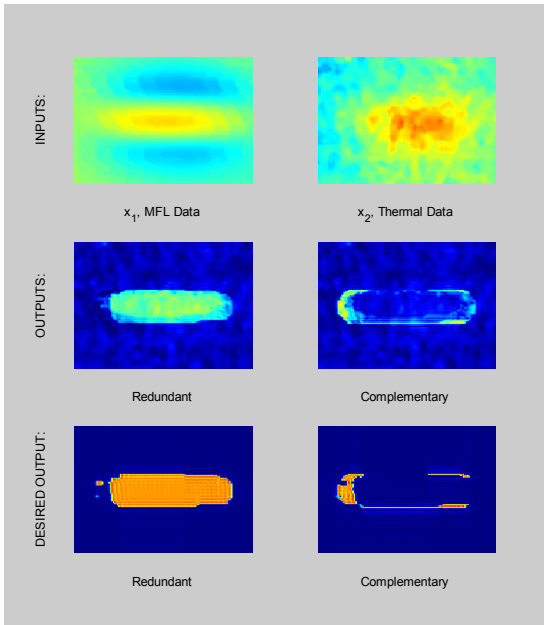 INPUTS:
x1, MFL Data
x2, Thermal Data
OUTPUTS:
Redundant
Complementary
DESIRED OUTPUT:
Redundant
Complementary